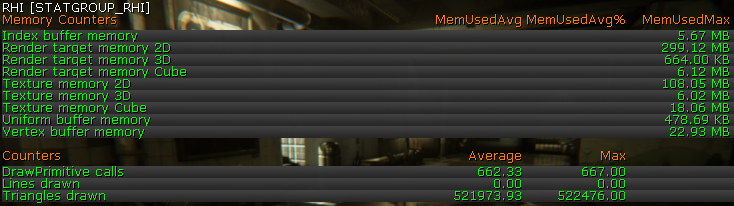 RHI [STATGROUP_RHI]
Memory Counters MemUsedAvg MemUsedAvg% MemUsedMax
Index buffer memory 5.67 MB
Render target memory 2D 299.12 MB
Render target memory 3D 664.00 KB
Render target memory Cube 6.12 MB
Texture memory 2D 108.05 MB
Texture memory 3D 6.02 MB
Texture memory Cube 18.06 MB
Uniform buffer memory 478.69 KB
Vertex buffer memory 22.93 MB
Counters Average Max
DrawPrimitive calls 662.33 667.00
Lines drawn 0.00 0.00
Triangles drawn 521973.93 522476.00